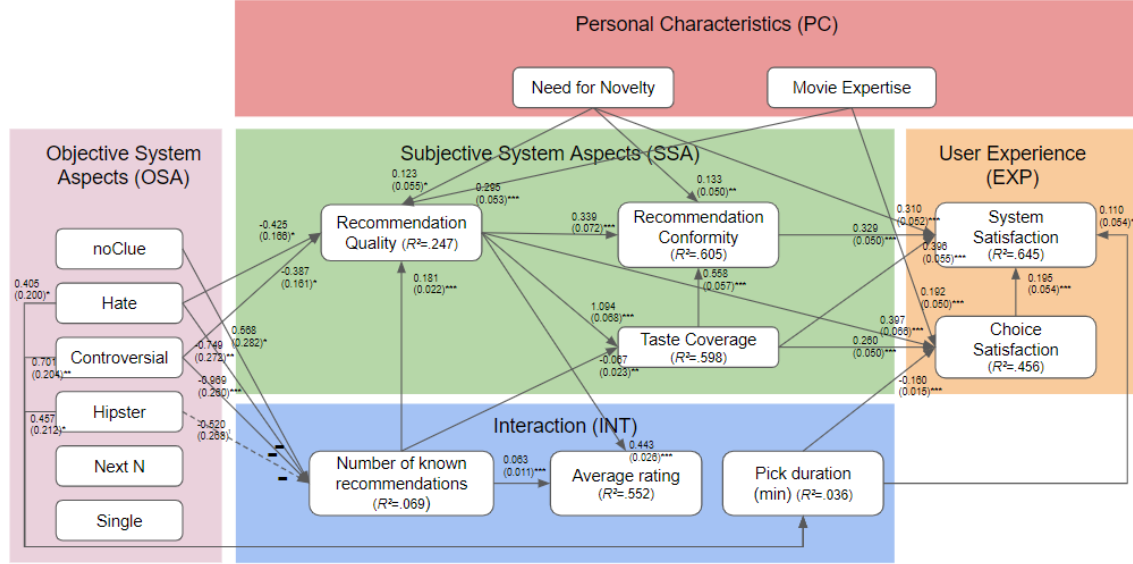 Personal Characteristics (PC)
Need for Novelty
Movie Expertise
Objective System
Aspects (OSA)
Subjective System Aspects (SSA)
User Experience
(EXP)
0.123
(0.055)*
0.295
(0.053)***
0.133
(0.050)**
-0.425
(0.166)*
Recommendation
Quality (R²=.247)
0.339
(0.072)***
Recommendation
Conformity
(R²=.605)
0.310
(0.052)***
0.329
(0.050)***
0.396
(0.055)***
System
Satisfaction
(R²=.645)
0.110
(0.054)*
noClue
-0.387
(0.161)*
0.405
(0.200)*
Hate
0.181
(0.022)***
0.558
(0.057)***
0.192
(0.050)***
0.195
(0.054)***
1.094
(0.068)***
0.568
(0.282)*
-0.749
(0.272)**
Controversial
0.701
(0.204)**
Taste Coverage
(R²=.598)
0.397
(0.066)***
0.260
(0.050)***
Choice
Satisfaction
(R²=.456)
-0.067
(0.023)**
-0.969
(0.260)***
-0.160
(0.015)***
Hipster
0.457
(0.212)*
-0.520
(0.268)
Interaction (INT)
Next N
Number of known
recommendations
(R²=.069)
0.063
(0.011)***
0.443
(0.026)***
Average rating
(R²=.552)
Pick duration
(min) (R²=.036)
Single